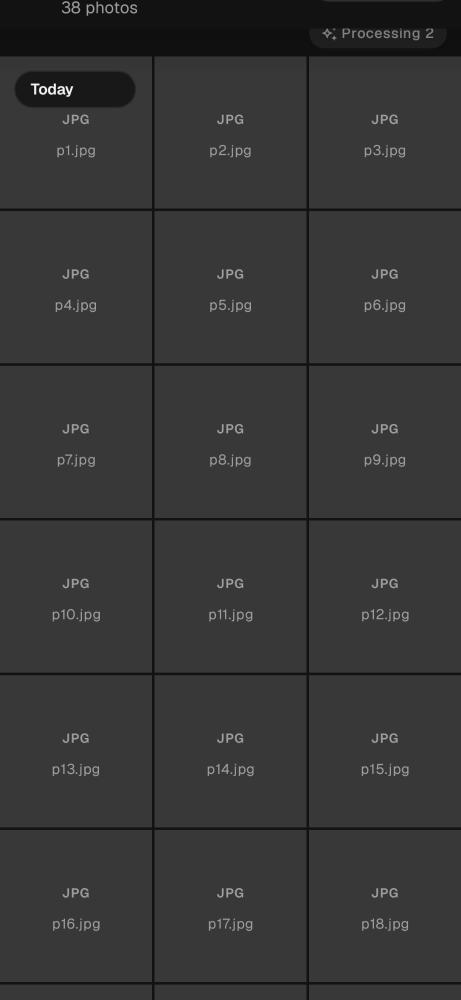 38 photos
Processing 2
Today
JPG JPG JPG
p1.jpg p2.jpg p3.jpg
JPG JPG JPG
p4.jpg p5.jpg p6.jpg
JPG JPG JPG
p7.jpg p8.jpg p9.jpg
JPG JPG JPG
p10.jpg p11.jpg p12.jpg
JPG JPG JPG
p13.jpg p14.jpg p15.jpg
JPG JPG JPG
p16.jpg p17.jpg p18.jpg